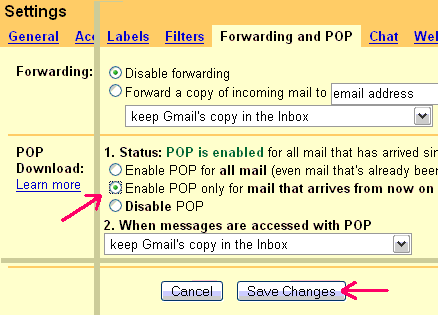 Settings
General Acc Labels Filters Forwarding and POP Chat Wel
Forwarding: Disable forwarding
Forward a copy of incoming mail to email address
keep Gmail's copy in the Inbox
POP Download: 1. Status: POP is enabled for all mail that has arrived sin
Learn more Enable POP for all mail (even mail that's already been
Enable POP only for mail that arrives from now on
Disable POP
2. When messages are accessed with POP
keep Gmail's copy in the Inbox
Cancel Save Changes